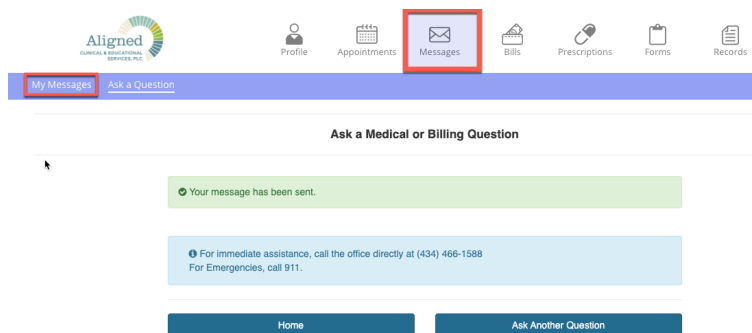 Aligned
CLINICAL & EDUCATIONAL
SERVICES, PLC
Profile
Appointments
Messages
Bills
Prescriptions
Forms
Records
My Messages
Ask a Question
Ask a Medical or Billing Question
Your message has been sent.
For immediate assistance, call the office directly at (434) 466-1588
For Emergencies, call 911.
Home
Ask Another Question